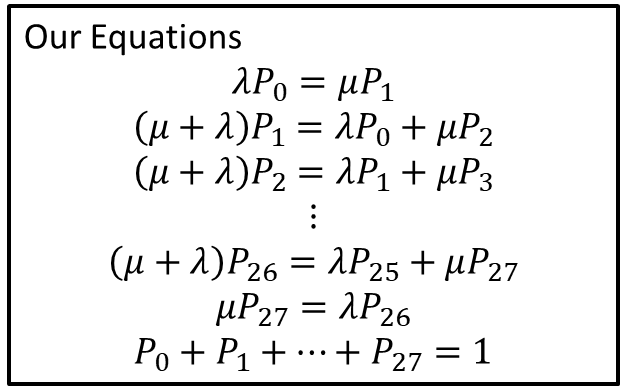 Our Equations
λP₀ = μP₁
(μ + λ)P₁ = λP₀ + μP₂
(μ + λ)P₂ = λP₁ + μP₃
⋮
(μ + λ)P₂₆ = λP₂₅ + μP₂₇
μP₂₇ = λP₂₆
P₀ + P₁ + ⋯ + P₂₇ = 1